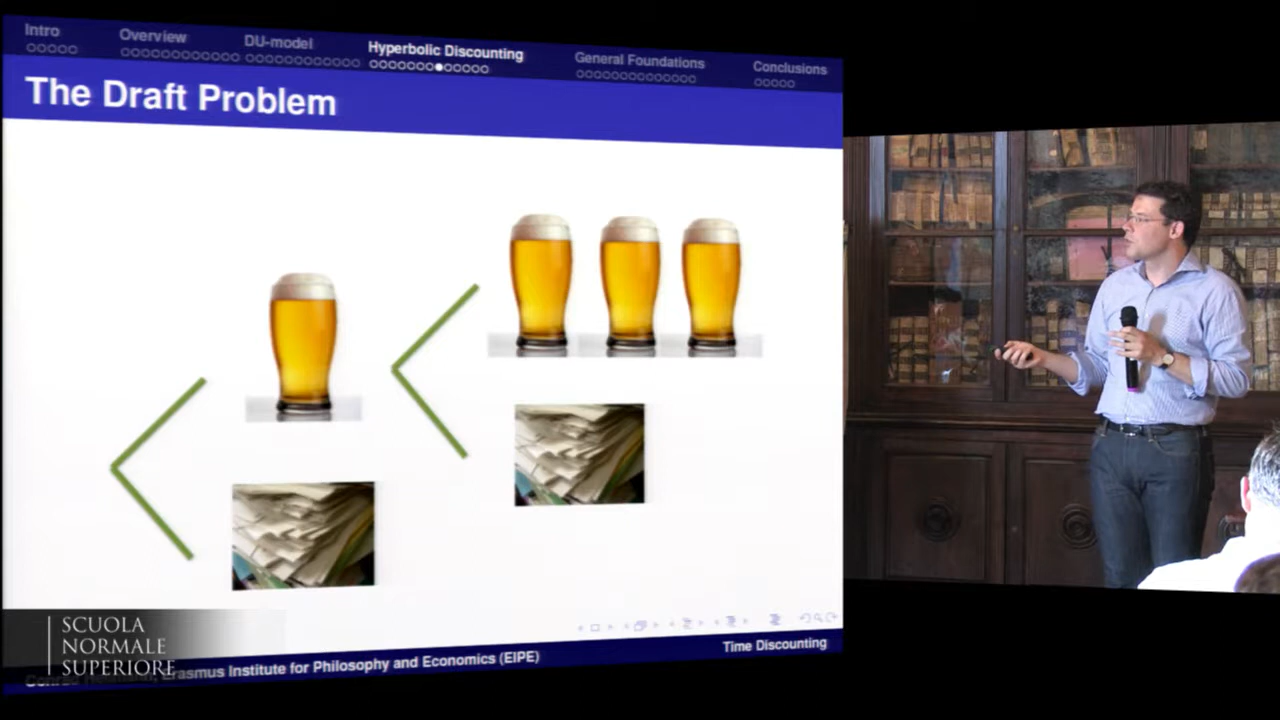 Intro
Overview
DU-model
Hyperbolic Discounting
General Foundations
Conclusions
The Draft Problem
SCUOLA
NORMALE
SUPERIORE
Erasmus Institute for Philosophy and Economics (EIPE)
Time Discounting